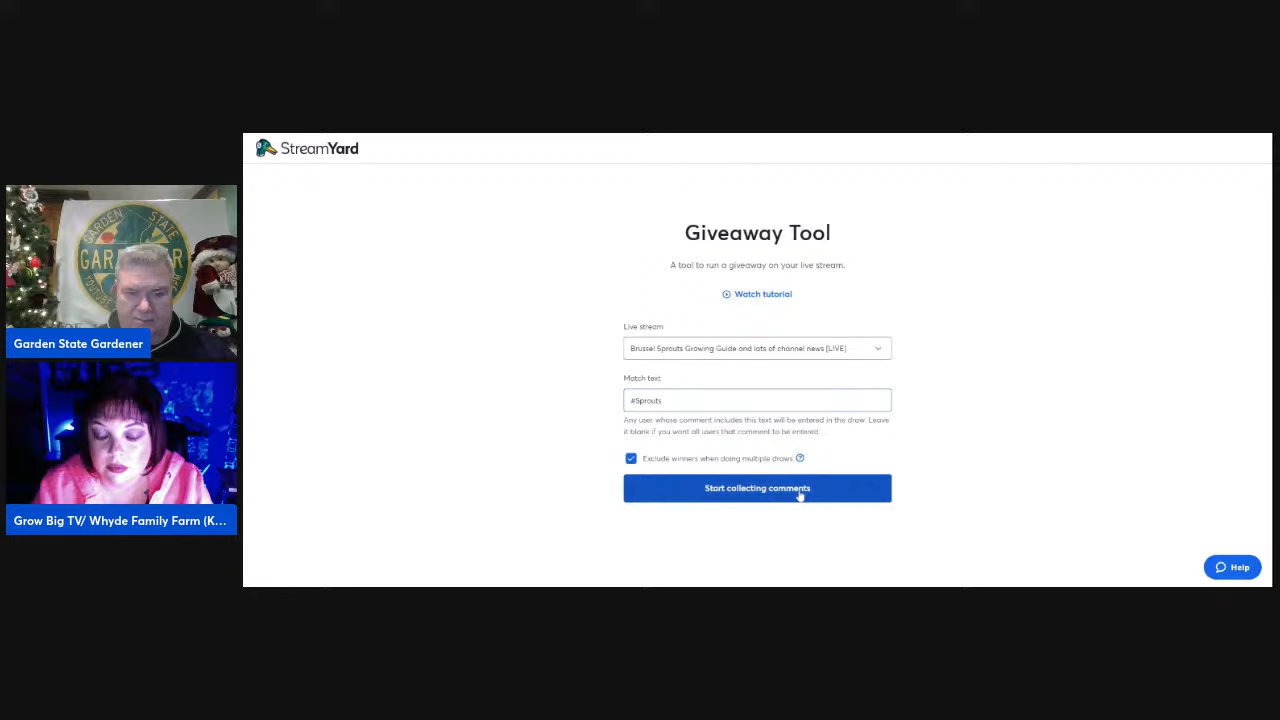 StreamYard
GARDEN STATE
Garden State Gardener
Grow Big TV/ Whyde Family Farm (K...
Giveaway Tool
A tool to run a giveaway on your live stream.
Watch tutorial
Live stream
Brussel Sprouts Growing Guide and lots of channel news [LIVE]
Match text
#Sprouts
Any user whose comment includes this text will be entered in the draw. Leave
it blank if you want all users that comment to be entered.
Exclude winners when doing multiple draws
Start collecting comments
Help